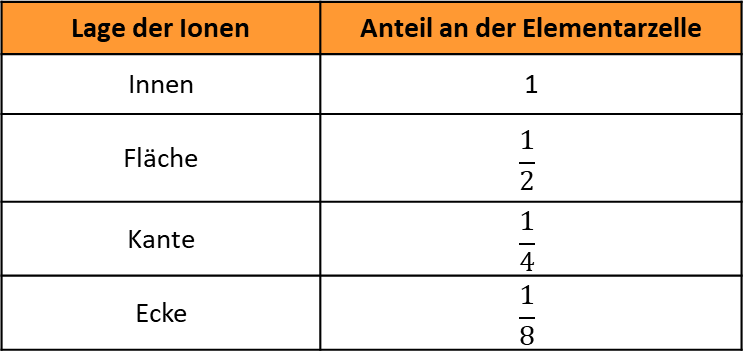 Lage der Ionen Anteil an der Elementarzelle
Innen 1
Fläche 1/2
Kante 1/4
Ecke 1/8